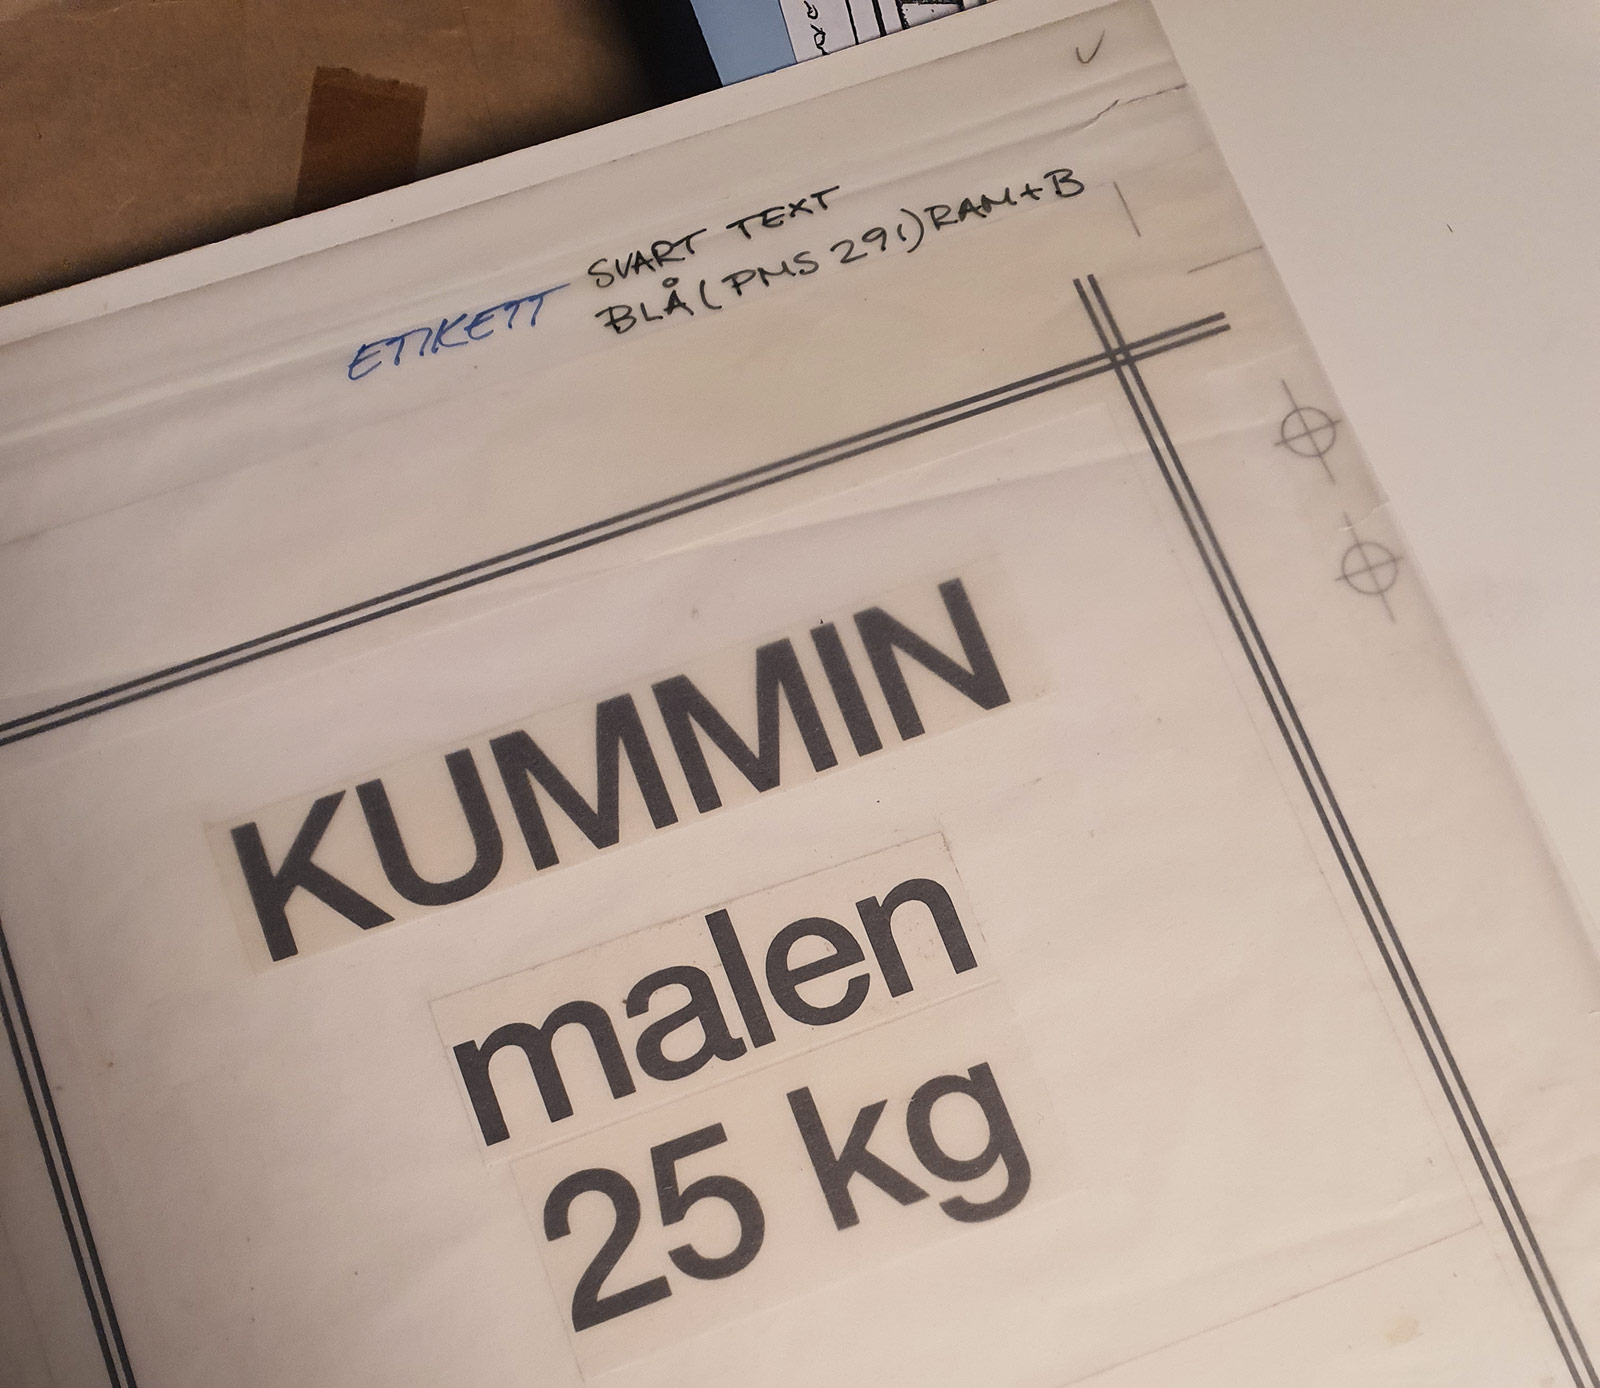 ETIKETT SVART TEXT
BLÅ (PMS 291) RAM + B
KUMMIN
malen
25 kg